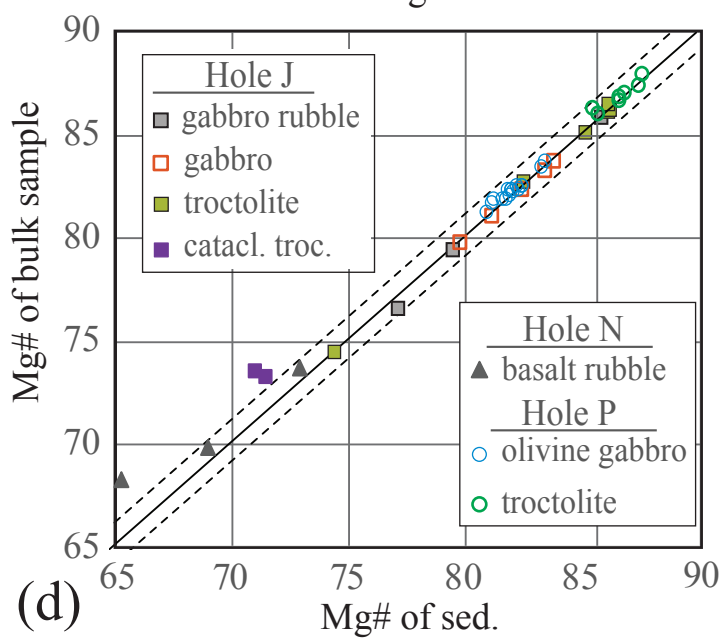 g
90
85
80
75
70
65
Mg# of bulk sample
Hole J
gabbro rubble
gabbro
troctolite
catacl. troc.
Hole N
basalt rubble
Hole P
olivine gabbro
troctolite
65 70 75 80 85 90
Mg# of sed.
(d)